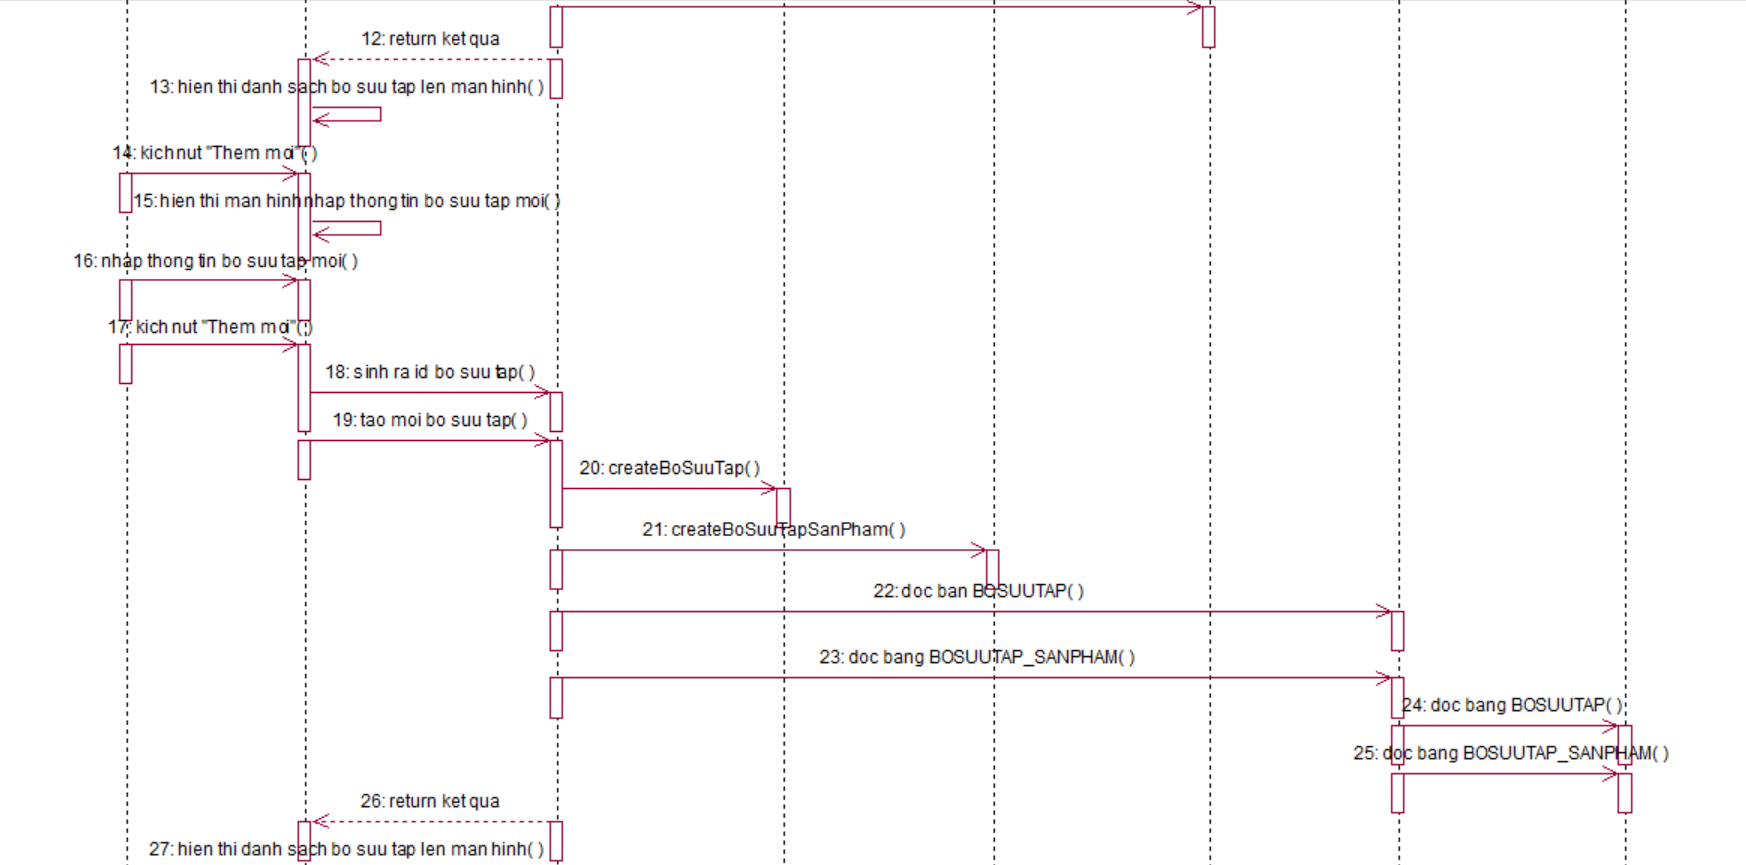 12: return ket qua
13: hien thi danh sach bo suu tap len man hinh( )
14: kich nut "Them moi"( )
15: hien thi man hinh nhap thong tin bo suu tap moi( )
16: nhap thong tin bo suu tap moi( )
17: kich nut "Them moi"( )
18: sinh ra id bo suu tap( )
19: tao moi bo suu tap( )
20: createBoSuuTap( )
21: createBoSuuTapSanPham( )
22: doc ban BOSUUTAP( )
23: doc bang BOSUUTAP_SANPHAM( )
24: doc bang BOSUUTAP( )
25: doc bang BOSUUTAP_SANPHAM( )
26: return ket qua
27: hien thi danh sach bo suu tap len man hinh( )